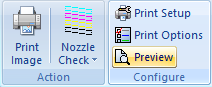 Print
Image
Nozzle
Check
Action
Print Setup
Print Options
Preview
Configure